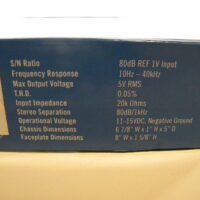 S/N Ratio 80dB REF 1V Input
Frequency Response 10Hz - 40kHz
Max Output Voltage 5V RMS
T.H.D. 0.05%
Input Impedance 20k Ohms
Stereo Separation 80dB/1kHz
Operational Voltage 11-15VDC, Negative Ground
Chassis Dimensions 6 7/8" W x 1" H x 5" D
Faceplate Dimensions 8" W x 1 5/8" H